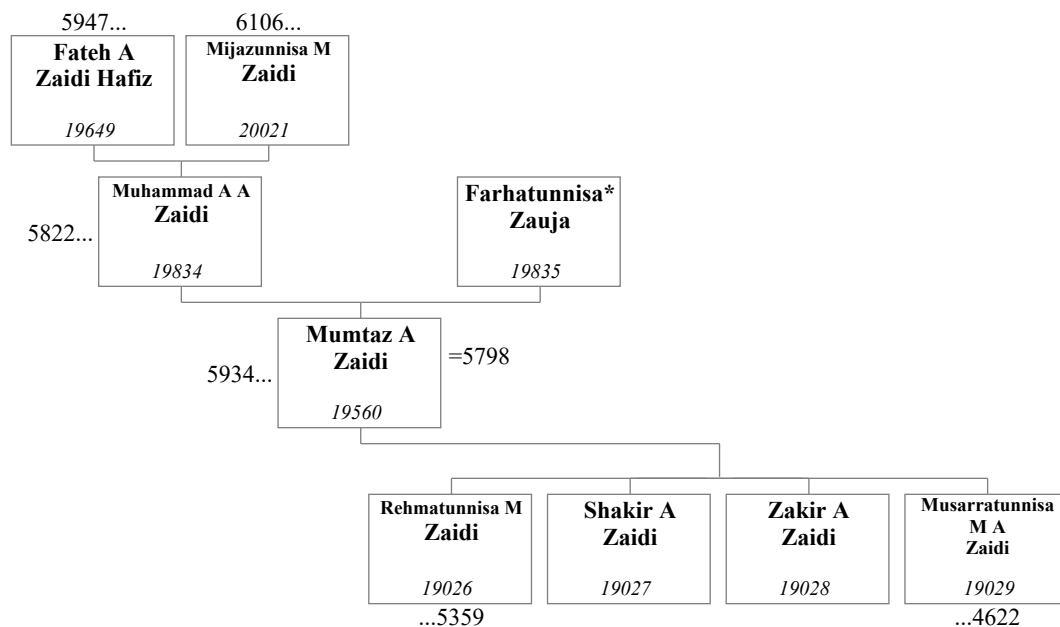 5947...
6106...
Fateh A
Zaidi Hafiz
19649
Mijazunnisa M
Zaidi
20021
5822...
Muhammad A A
Zaidi
19834
Farhatunnisa*
Zauja
19835
5934...
Mumtaz A
Zaidi
19560
=5798
Rehmatunnisa M
Zaidi
19026
...5359
Shakir A
Zaidi
19027
Zakir A
Zaidi
19028
Musarratunnisa
M A
Zaidi
19029
...4622